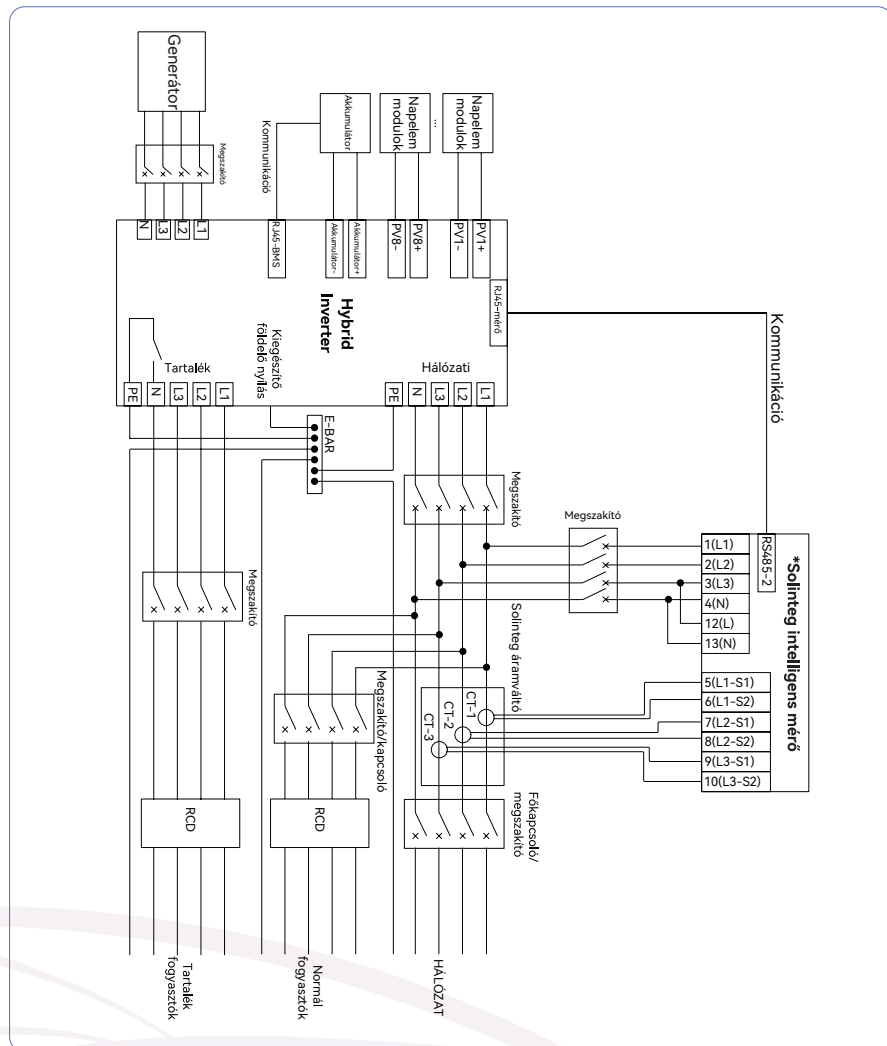 Generátor
Megszakító
N
L3
L2
L1
Kommunikáció
Akkumulátor
Napelem
modulok
...
Napelem
modulok
RJ45-BMS
Akkumulátor-
Akkumulátor+
PV8-
PV8+
PV1-
PV1+
RJ45-mérő
Hybrid
Inverter
Kommunikáció
Tartalék
Kiegészítő
földelő nyílás
Hálózati
PE
N
L3
L2
L1
E-BAR
PE
N
L3
L2
L1
Megszakító
Megszakító
*Solinteg intelligens mérő
RS485-2
1(L1)
2(L2)
3(L3)
4(N)
12(L)
13(N)
5(L1-S1)
6(L1-S2)
7(L2-S1)
8(L2-S2)
9(L3-S1)
10(L3-S2)
Megszakító
Solinteg áramváltó
CT-1
CT-2
CT-3
Megszakító/kapcsoló
Főkapcsoló/
megszakító
RCD
RCD
Tartalék
fogyasztók
Normál
fogyasztók
HÁLÓZAT